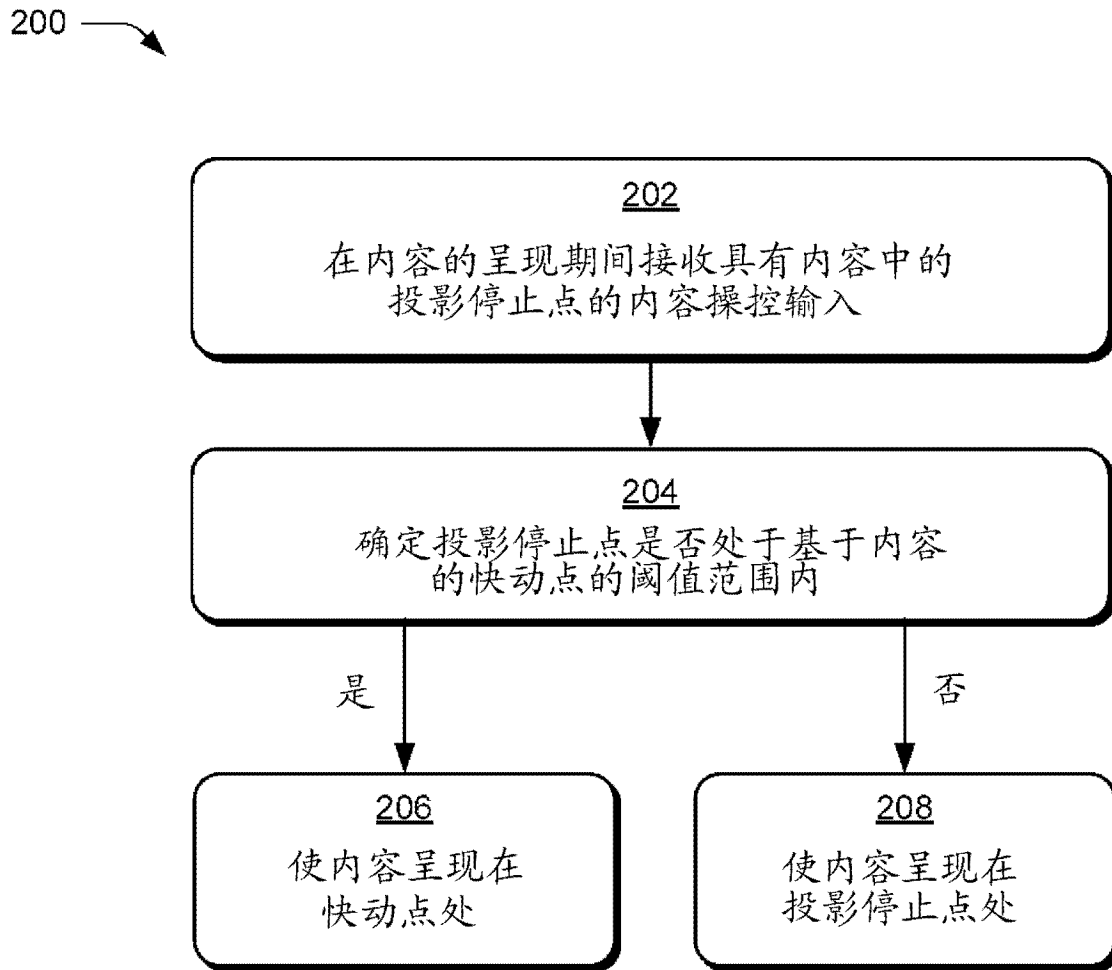 200
202
在内容的呈现期间接收具有内容中的
投影停止点的内容操控输入
204
确定投影停止点是否处于基于内容
的快动点的阈值范围内
是
否
206
使内容呈现在
快动点处
208
使内容呈现在
投影停止点处